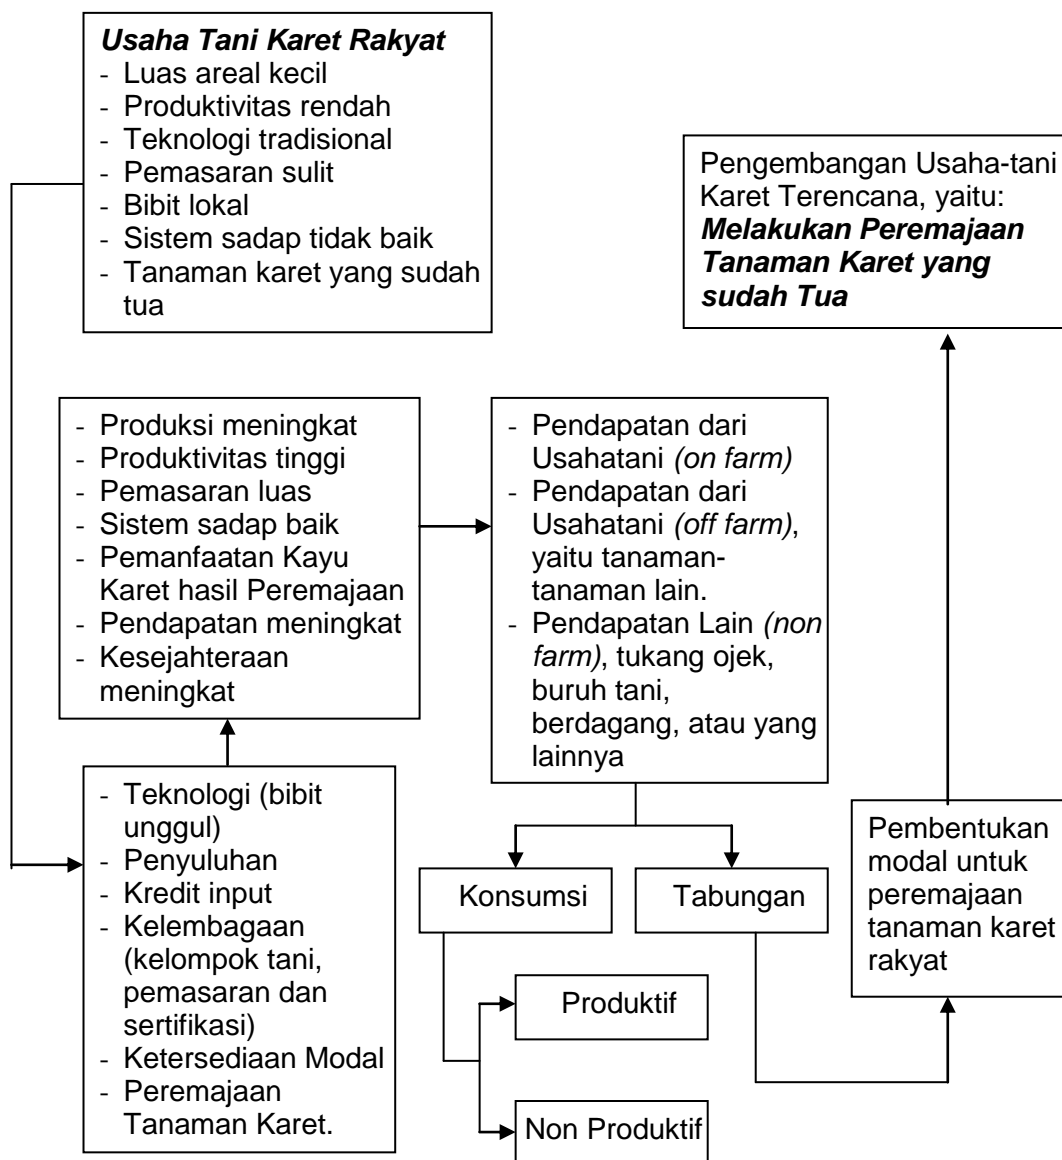 Usaha Tani Karet Rakyat
- Luas areal kecil
- Produktivitas rendah
- Teknologi tradisional
- Pemasaran sulit
- Bibit lokal
- Sistem sadap tidak baik
- Tanaman karet yang sudah
tua
Pengembangan Usaha-tani
Karet Terencana, yaitu:
Melakukan Peremajaan
Tanaman Karet yang
sudah Tua
- Produksi meningkat
- Produktivitas tinggi
- Pemasaran luas
- Sistem sadap baik
- Pemanfaatan Kayu
Karet hasil Peremajaan
- Pendapatan meningkat
- Kesejahteraan
meningkat
- Pendapatan dari
Usahatani (on farm)
- Pendapatan dari
Usahatani (off farm),
yaitu tanaman-
tanaman lain.
- Pendapatan Lain (non
farm), tukang ojek,
buruh tani,
berdagang, atau yang
lainnya
- Teknologi (bibit
unggul)
- Penyuluhan
- Kredit input
- Kelembagaan
(kelompok tani,
pemasaran dan
sertifikasi)
- Ketersediaan Modal
- Peremajaan
Tanaman Karet.
Konsumsi
Tabungan
Produktif
Non Produktif
Pembentukan
modal untuk
peremajaan
tanaman karet
rakyat